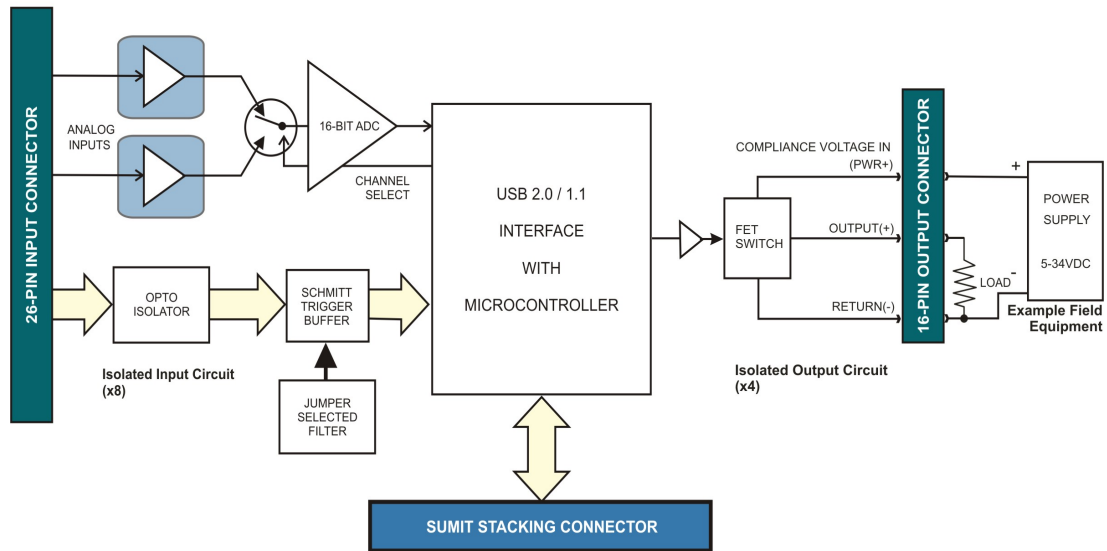 26-PIN INPUT CONNECTOR
ANALOG
INPUTS
16-BIT ADC
CHANNEL
SELECT
OPTO
ISOLATOR
SCHMITT
TRIGGER
BUFFER
Isolated Input Circuit
(x8)
JUMPER
SELECTED
FILTER
USB 2.0 / 1.1
INTERFACE
WITH
MICROCONTROLLER
SUMIT STACKING CONNECTOR
FET
SWITCH
COMPLIANCE VOLTAGE IN
(PWR+)
OUTPUT(+)
RETURN(-)
Isolated Output Circuit
(x4)
16-PIN OUTPUT CONNECTOR
+
LOAD
-
POWER
SUPPLY
5-34VDC
Example Field
Equipment